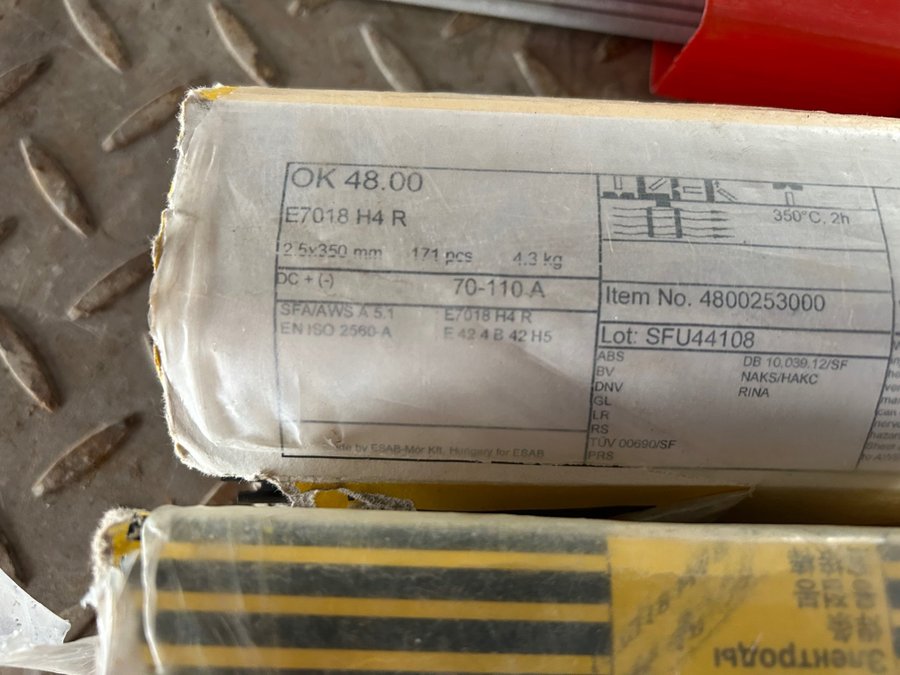 OK 48.00
E7018 H4 R
2.5x350 mm 171 pcs 4.3 kg
DC + (-) 70-110 A
SFA/AWS A 5.1 E7018 H4 R
EN ISO 2560-A E 42 4 B 42 H5
by ESAB-Mór Kft. Hungary for ESAB
350°C, 2h
Item No. 4800253000
Lot: SFU44108
ABS DB 10.039.12/SF
BV NAKS/HAKC
DNV RINA
GL
LR
RS
TÜV 00690/SF
PRS
Электроды